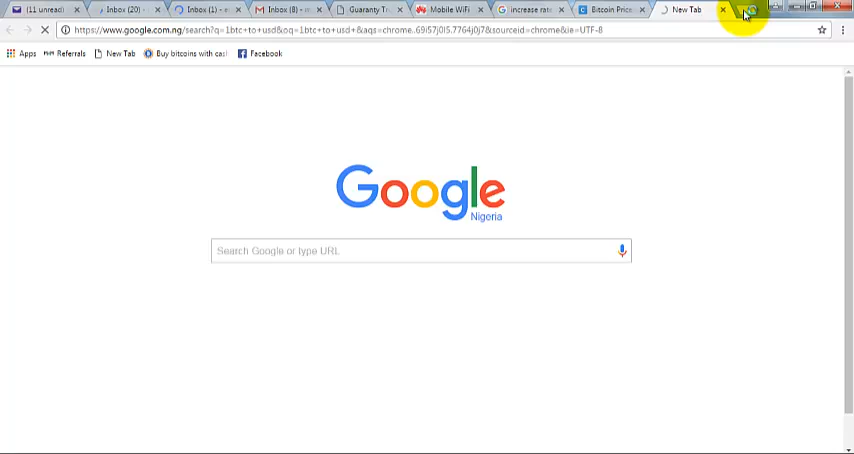 (11 unread) Inbox (20) - Inbox (1) - e Inbox (8) - m Guaranty Tr Mobile WiFi increase rate Bitcoin Price New Tab
https://www.google.com.ng/search?q=1btc+to+usd&oq=1btc+to+usd+&aqs=chrome..69i57j0l5.7764j0j7&sourceid=chrome&ie=UTF-8
Apps Referrals New Tab Buy bitcoins with cash Facebook
Google
Nigeria
Search Google or type URL